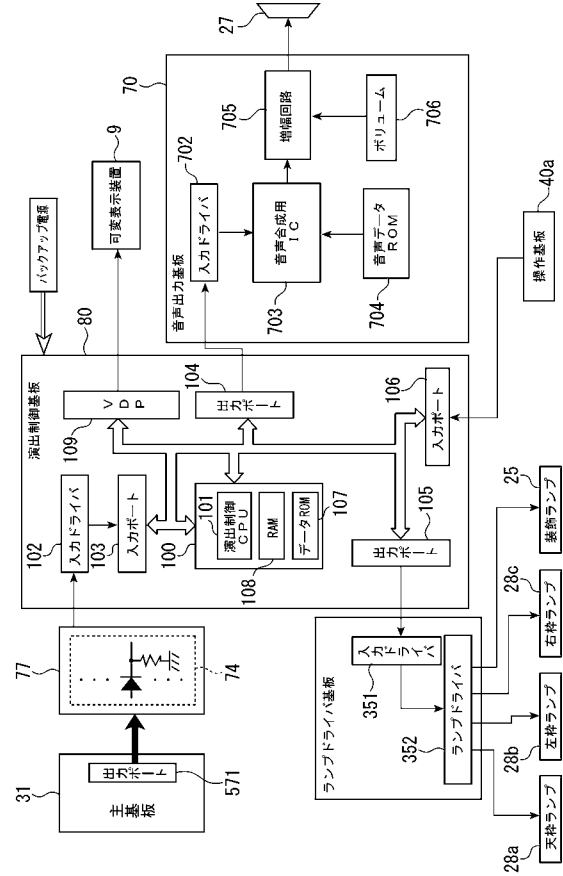 31
主基板
出力ポート
571
77
74
バックアップ電源
演出制御基板
80
102
入力ドライバ
103
入力ポート
100
101
演出制御
CPU
108
RAM
データROM
107
109
VDP
可変表示装置
9
104
出力ポート
106
入力ポート
105
出力ポート
音声出力基板
70
702
入力ドライバ
703
音声合成用
IC
704
音声データ
ROM
705
増幅回路
ボリューム
706
27
操作基板
40a
ランプドライバ基板
入力ドライバ
351
352
ランプドライバ
28a
天枠ランプ
28b
左枠ランプ
28c
右枠ランプ
25
装飾ランプ